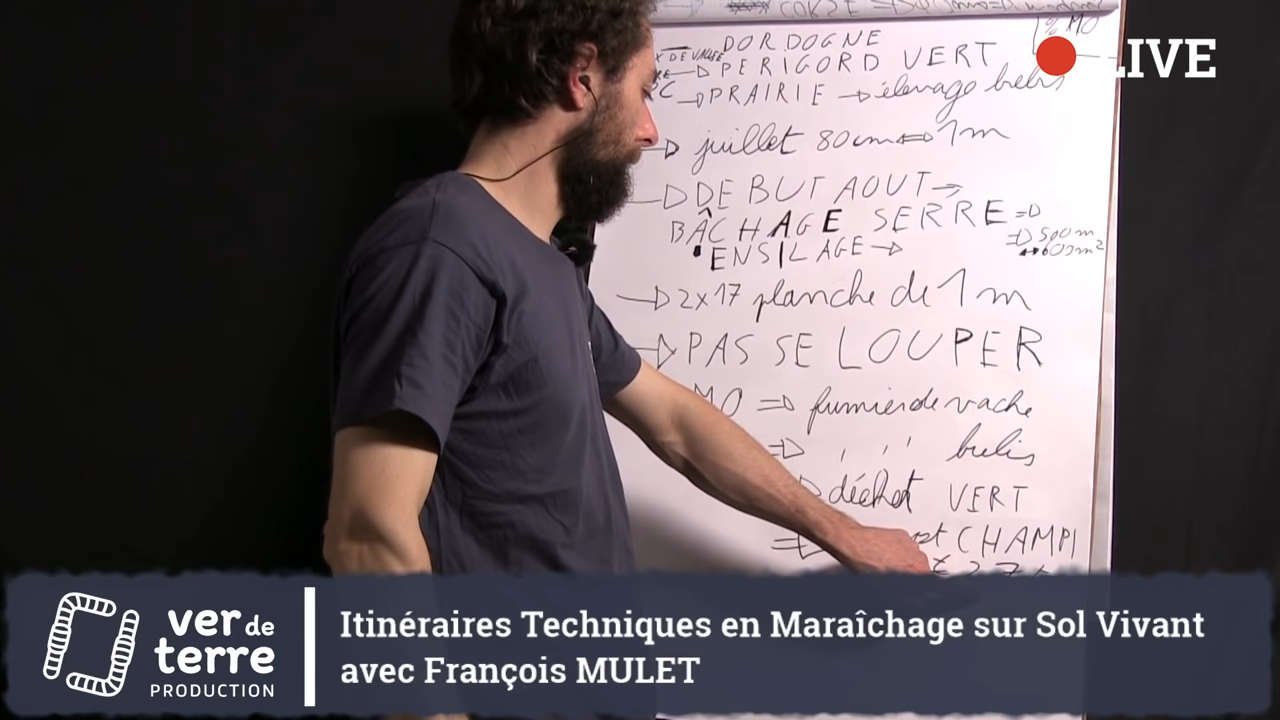 CORSE
% MO
LIVE
DORDOGNE
PERIGORD VERT
PRAIRIE → élevage brebis
→ juillet 80cm ⇔ 1m
→ DEBUT AOUT →
BÂCHAGE SERRE ⇒
⇒ 500m
ENSILAGE →
→ 2x17 planche de 1m
→ PAS SE LOUPER
MO ⇒ fumier de vache
⇒ ' ' ' brebis
⇒ déchet VERT
⇒ CHAMPI
ver de
terre
PRODUCTION
Itinéraires Techniques en Maraîchage sur Sol Vivant
avec François MULET